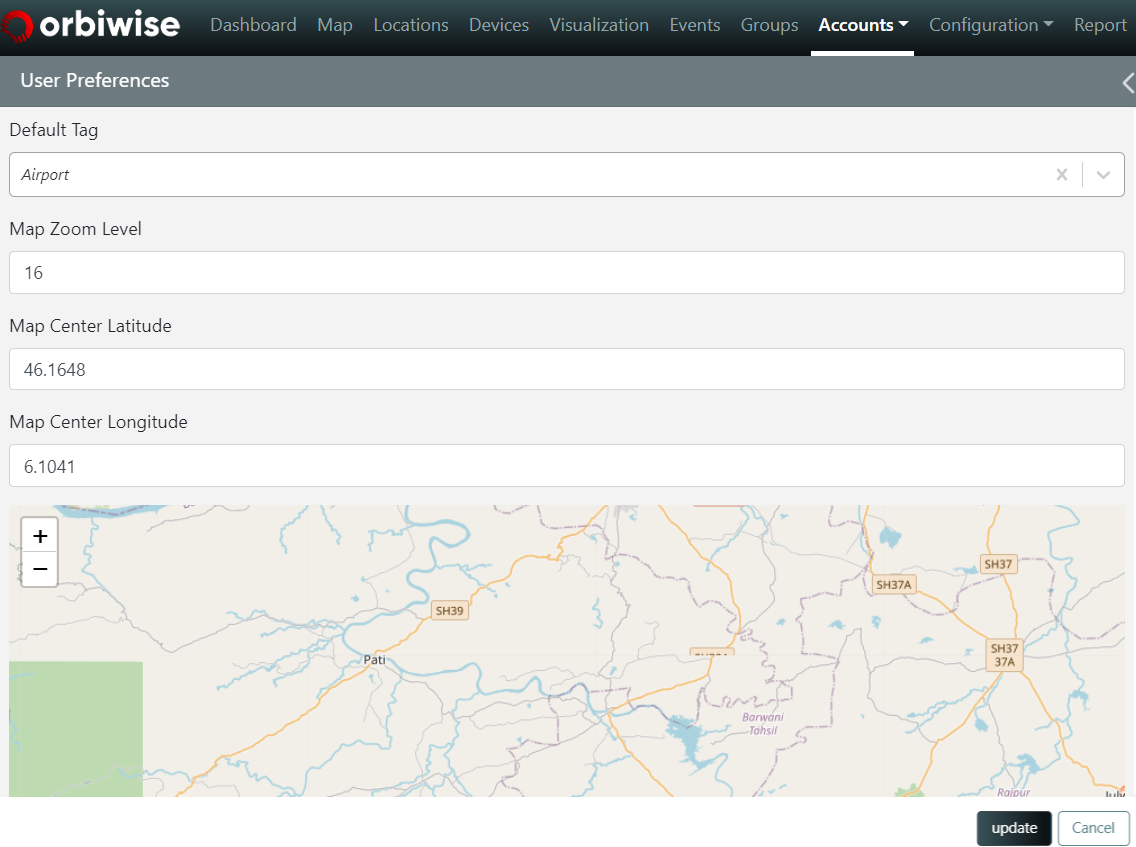 orbiwise Dashboard Map Locations Devices Visualization Events Groups Accounts Configuration Report
User Preferences
Default Tag
Airport
Map Zoom Level
16
Map Center Latitude
46.1648
Map Center Longitude
6.1041
+
−
SH37
SH37A
SH39
SH37
37A
Pati
Barwani
Tahsil
Rajpur
update Cancel